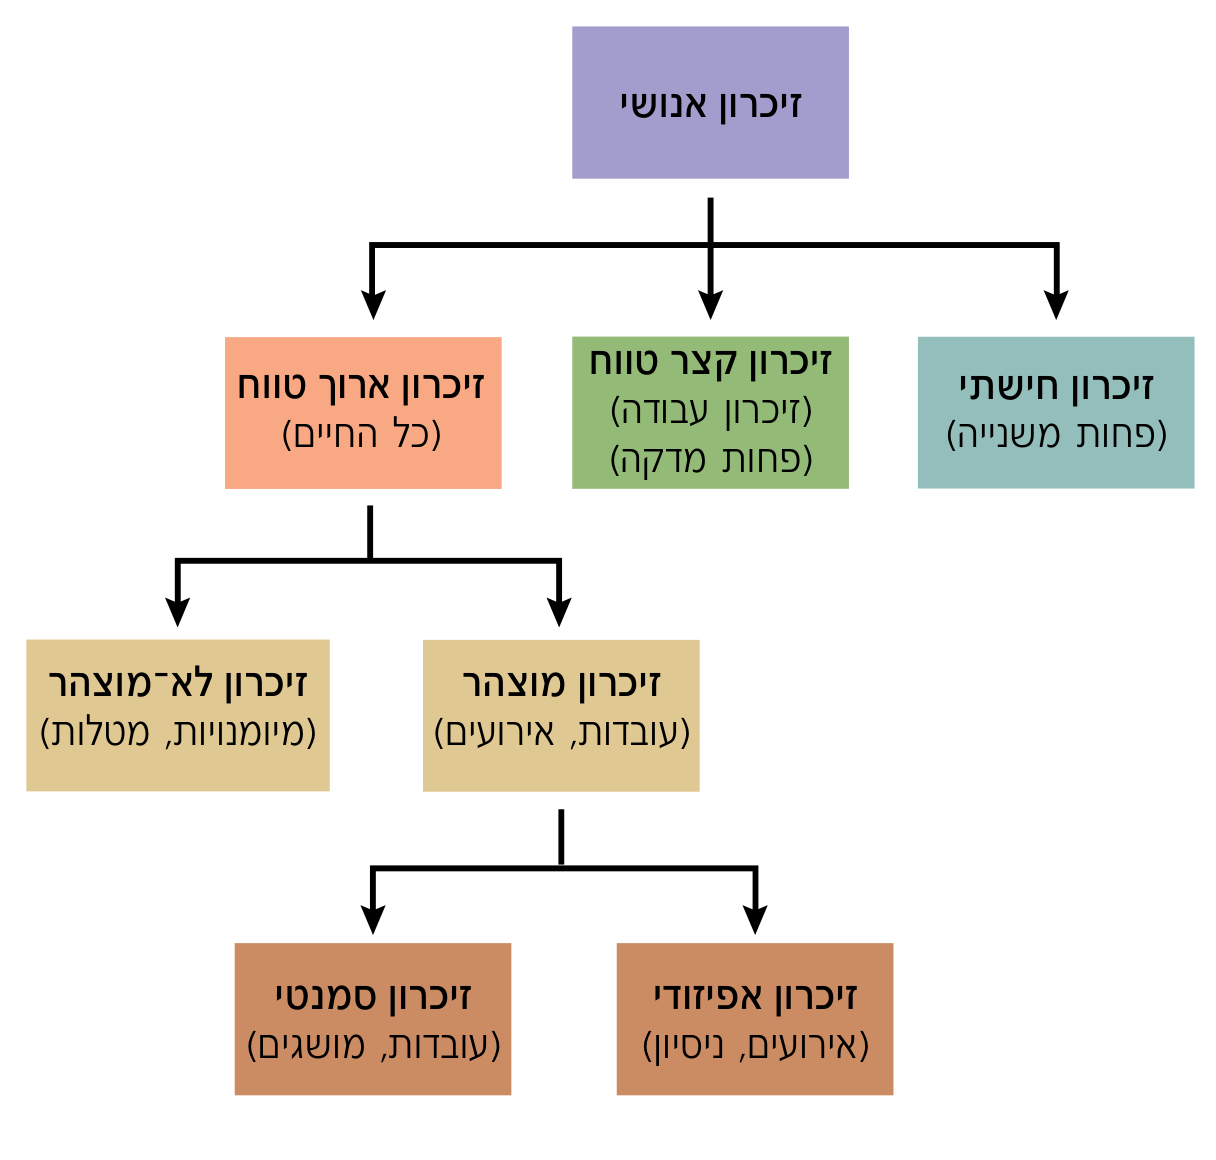 זיכרון אנושי
זיכרון חישתי
(פחות משנייה)
זיכרון קצר טווח
(זיכרון עבודה)
(פחות מדקה)
זיכרון ארוך טווח
(כל החיים)
זיכרון מוצהר
(עובדות, אירועים)
זיכרון לא־מוצהר
(מיומנויות, מטלות)
זיכרון אפיזודי
(אירועים, ניסיון)
זיכרון סמנטי
(עובדות, מושגים)